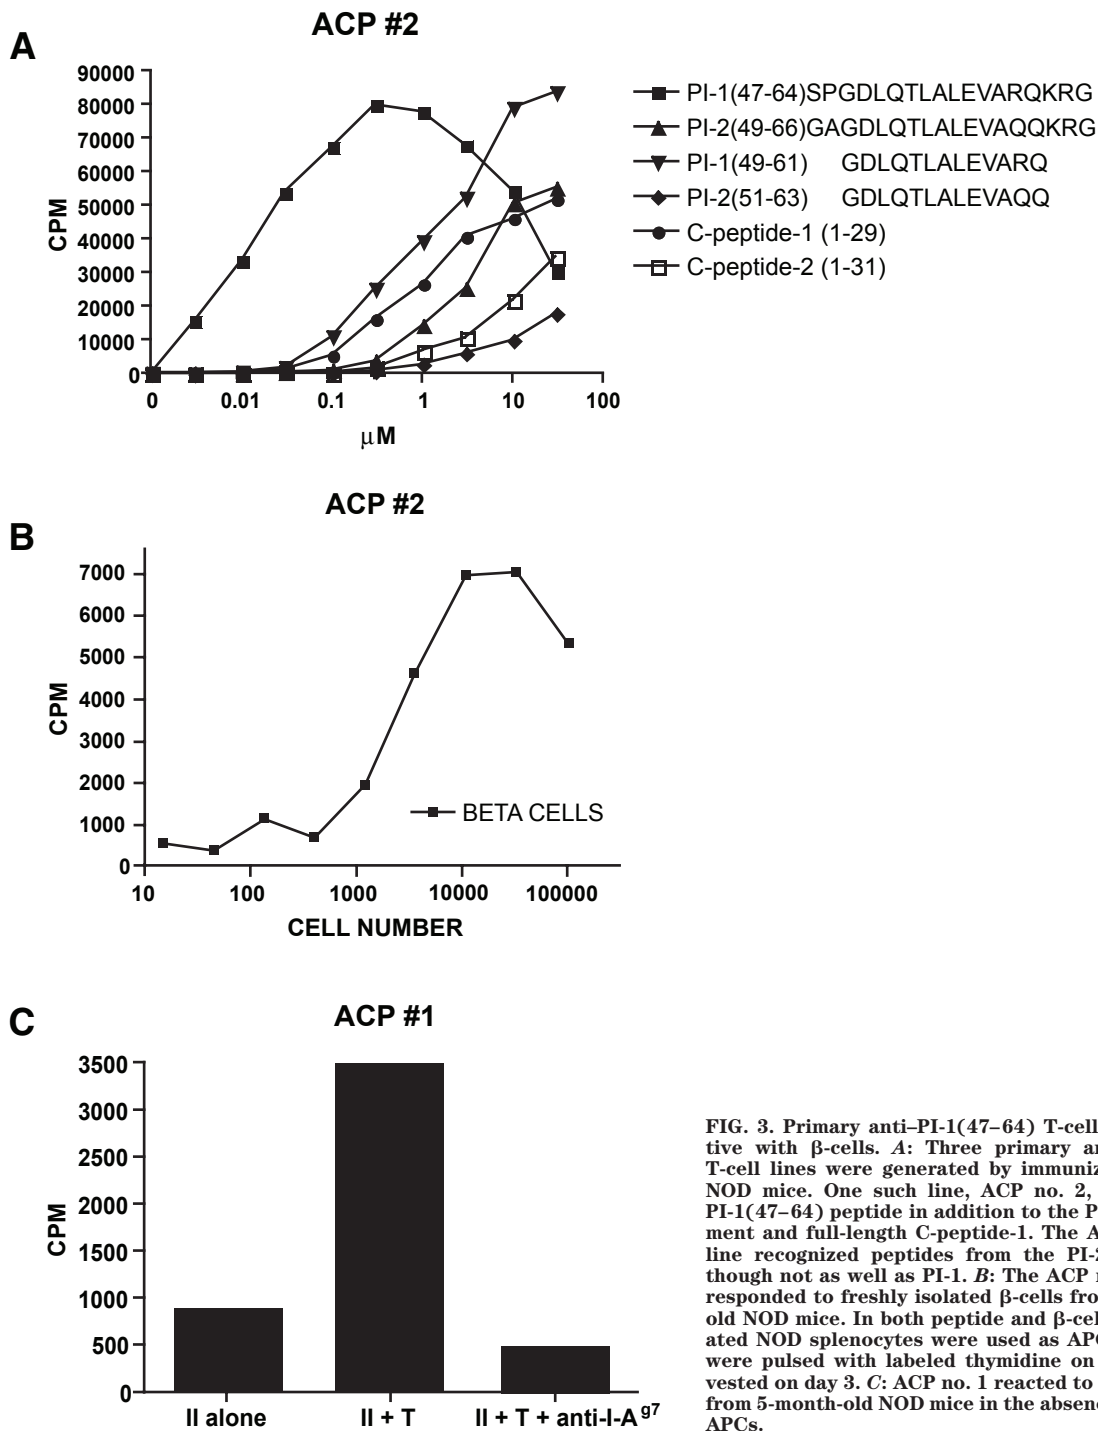 A
ACP #2
CPM
90000
80000
70000
60000
50000
40000
30000
20000
10000
0
0 0.01 0.1 1 10 100
μM
PI-1(47-64)SPGDLQTLALEVARQKRG
PI-2(49-66)GAGDLQTLALEVAQQKRG
PI-1(49-61) GDLQTLALEVARQ
PI-2(51-63) GDLQTLALEVAQQ
C-peptide-1 (1-29)
C-peptide-2 (1-31)
B
ACP #2
CPM
7000
6000
5000
4000
3000
2000
1000
0
10 100 1000 10000 100000
CELL NUMBER
BETA CELLS
C
ACP #1
CPM
3500
3000
2500
2000
1500
1000
500
0
II alone II + T II + T + anti-I-A g7
FIG. 3. Primary anti–PI-1(47–64) T-cell
tive with β-cells. A: Three primary an
T-cell lines were generated by immuniz
NOD mice. One such line, ACP no. 2,
PI-1(47–64) peptide in addition to the P
ment and full-length C-peptide-1. The A
line recognized peptides from the PI-2
though not as well as PI-1. B: The ACP n
responded to freshly isolated β-cells fro
old NOD mice. In both peptide and β-cel
ated NOD splenocytes were used as APC
were pulsed with labeled thymidine on
vested on day 3. C: ACP no. 1 reacted to
from 5-month-old NOD mice in the absen
APCs.